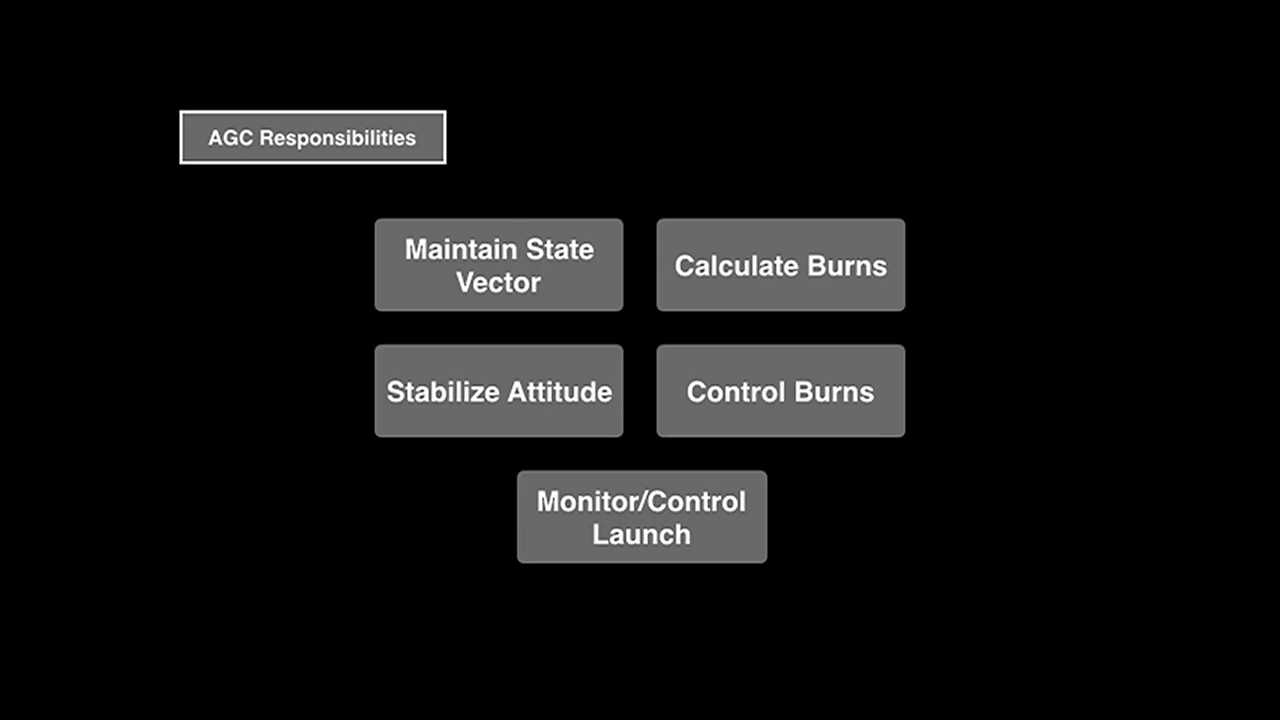 AGC Responsibilities
Maintain State
Vector
Calculate Burns
Stabilize Attitude
Control Burns
Monitor/Control
Launch